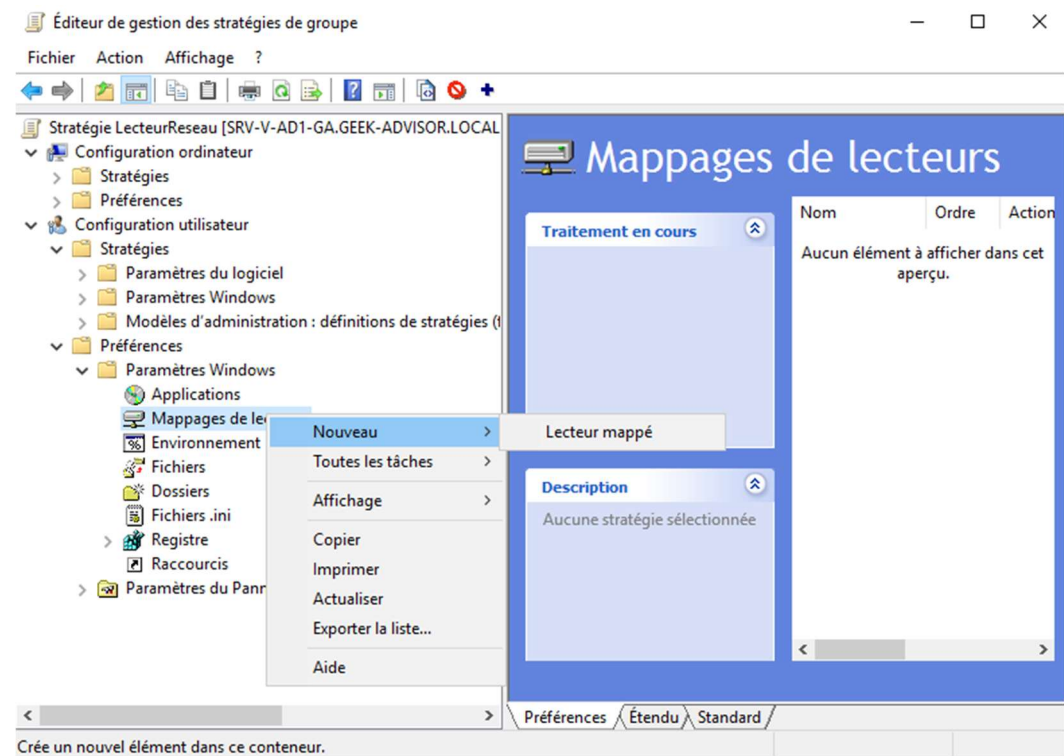 Éditeur de gestion des stratégies de groupe
Fichier Action Affichage ?
Stratégie LecteurReseau [SRV-V-AD1-GA.GEEK-ADVISOR.LOCAL
Configuration ordinateur
Stratégies
Préférences
Configuration utilisateur
Stratégies
Paramètres du logiciel
Paramètres Windows
Modèles d'administration : définitions de stratégies (f
Préférences
Paramètres Windows
Applications
Mappages de lec
Environnement
Fichiers
Dossiers
Fichiers .ini
Registre
Raccourcis
Paramètres du Pann
Nouveau
Toutes les tâches
Affichage
Copier
Imprimer
Actualiser
Exporter la liste...
Aide
Lecteur mappé
Mappages de lecteurs
Traitement en cours
Description
Aucune stratégie sélectionnée
Nom Ordre Action
Aucun élément à afficher dans cet
aperçu.
Préférences Étendu Standard
Crée un nouvel élément dans ce conteneur.